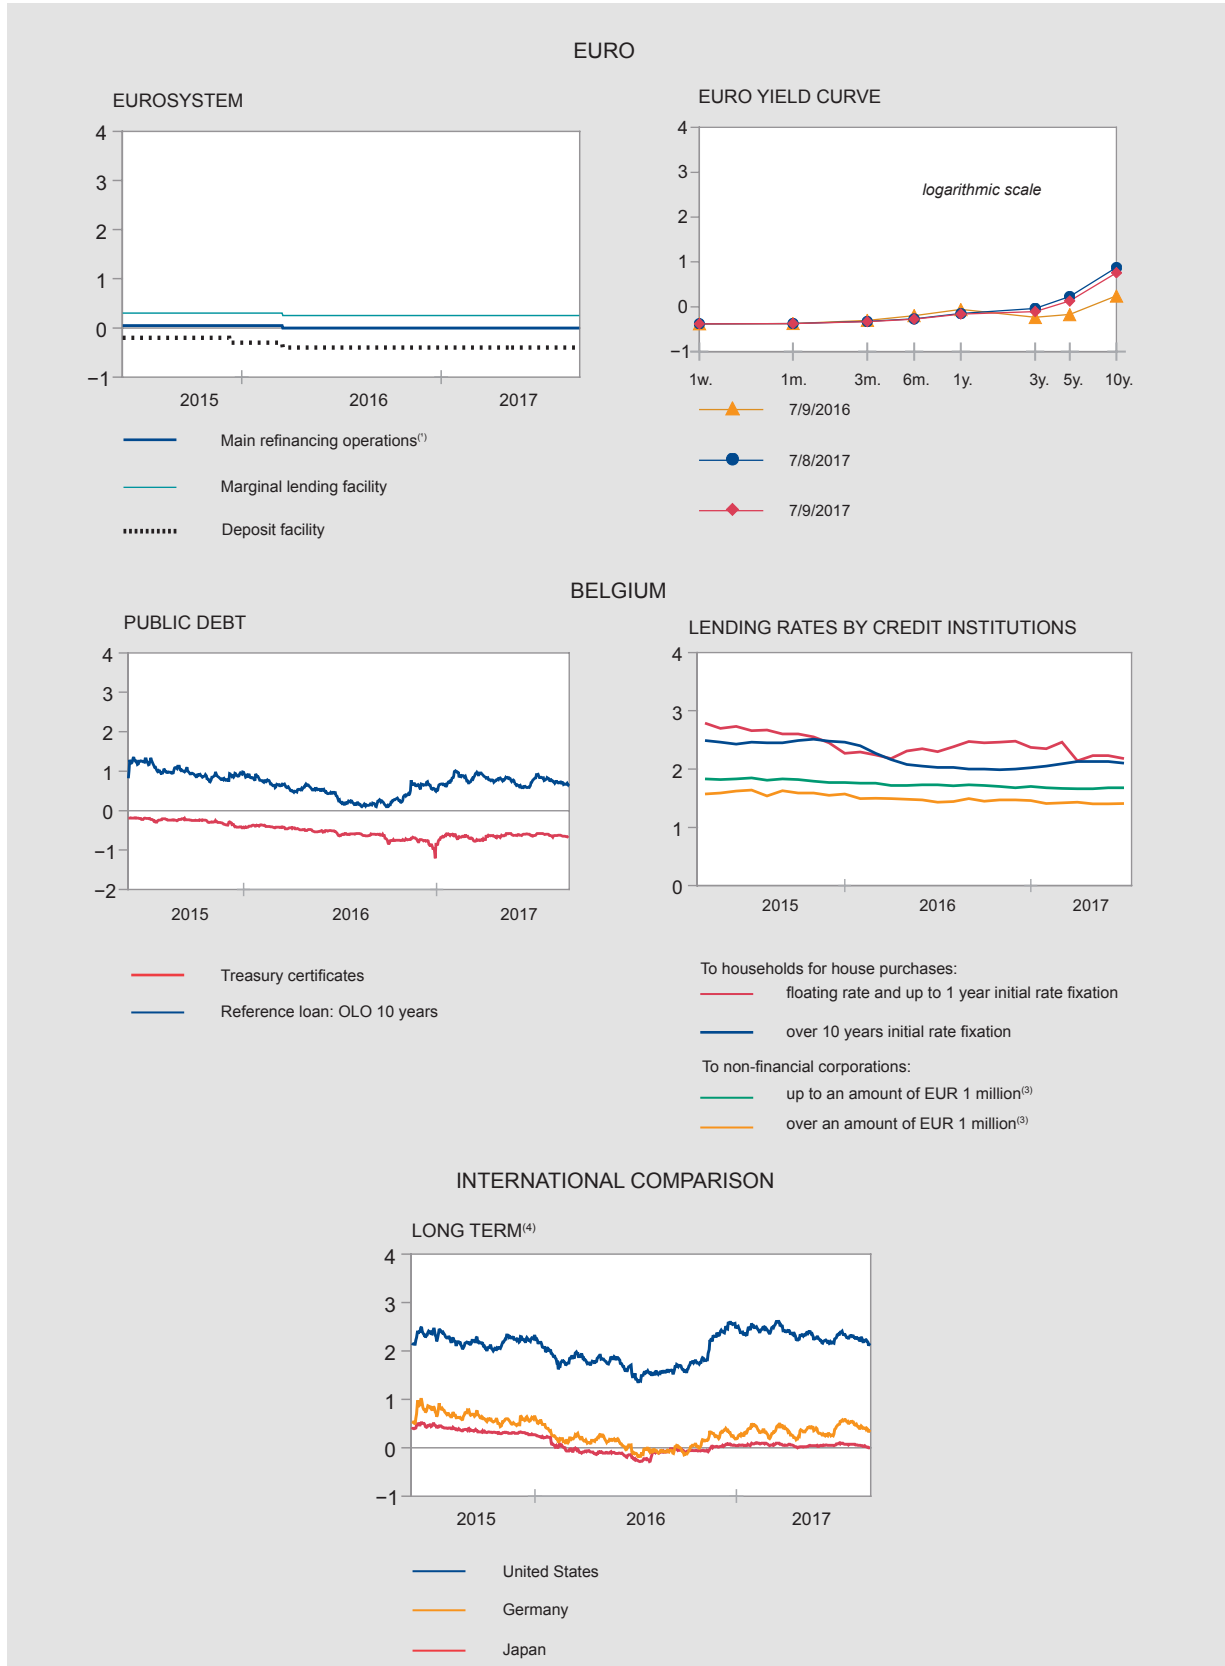 EURO
EUROSYSTEM
4
3
2
1
0
−1
2015 2016 2017
Main refinancing operations(*)
Marginal lending facility
Deposit facility
EURO YIELD CURVE
4
3
2
1
0
−1
logarithmic scale
1w. 1m. 3m. 6m. 1y. 3y. 5y. 10y.
7/9/2016
7/8/2017
7/9/2017
BELGIUM
PUBLIC DEBT
4
3
2
1
0
−1
−2
2015 2016 2017
Treasury certificates
Reference loan: OLO 10 years
LENDING RATES BY CREDIT INSTITUTIONS
4
3
2
1
0
2015 2016 2017
To households for house purchases:
floating rate and up to 1 year initial rate fixation
over 10 years initial rate fixation
To non-financial corporations:
up to an amount of EUR 1 million(3)
over an amount of EUR 1 million(3)
INTERNATIONAL COMPARISON
LONG TERM(4)
4
3
2
1
0
−1
2015 2016 2017
United States
Germany
Japan